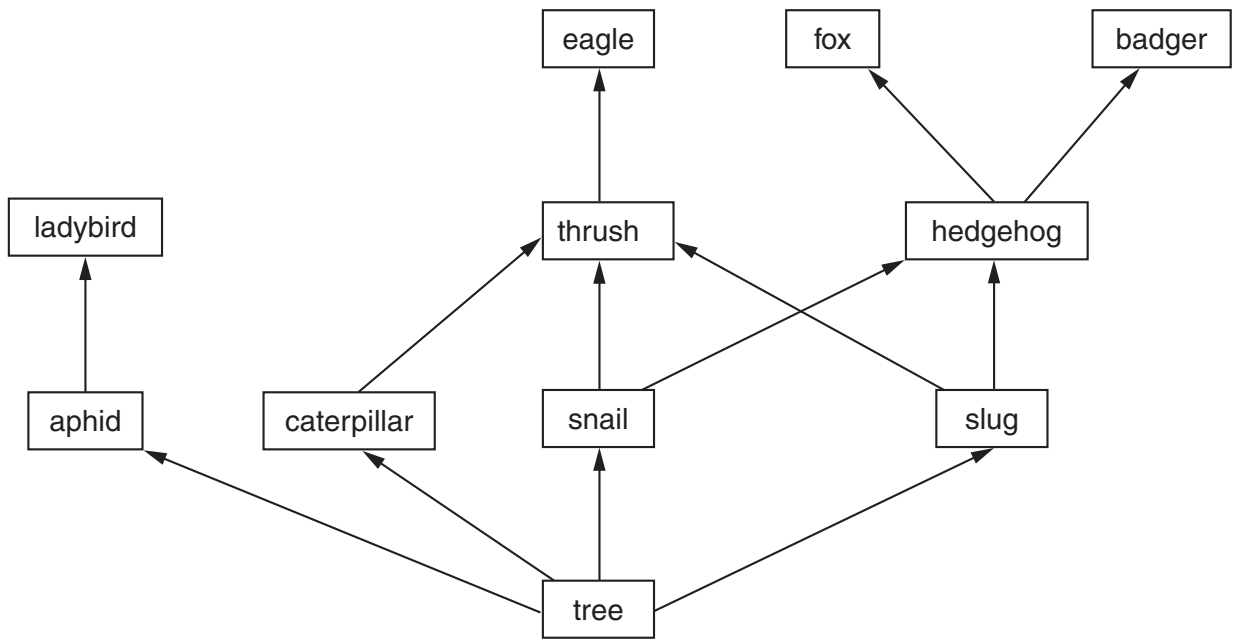 eagle
fox
badger
ladybird
thrush
hedgehog
aphid
caterpillar
snail
slug
tree